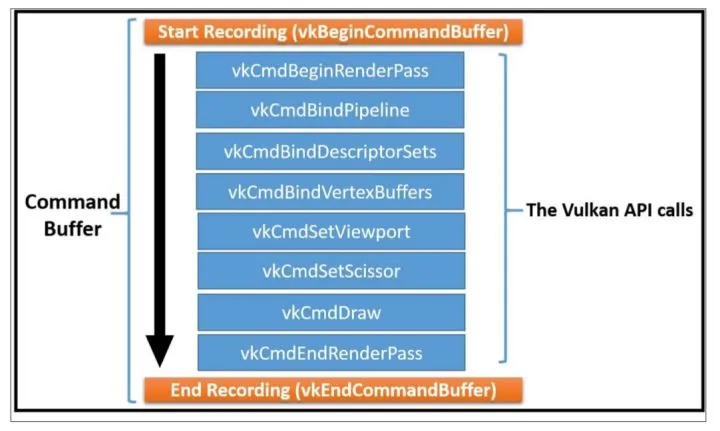 Start Recording (vkBeginCommandBuffer)
vkCmdBeginRenderPass
vkCmdBindPipeline
vkCmdBindDescriptorSets
vkCmdBindVertexBuffers
vkCmdSetViewport
vkCmdSetScissor
vkCmdDraw
vkCmdEndRenderPass
End Recording (vkEndCommandBuffer)
Command
Buffer
The Vulkan API calls